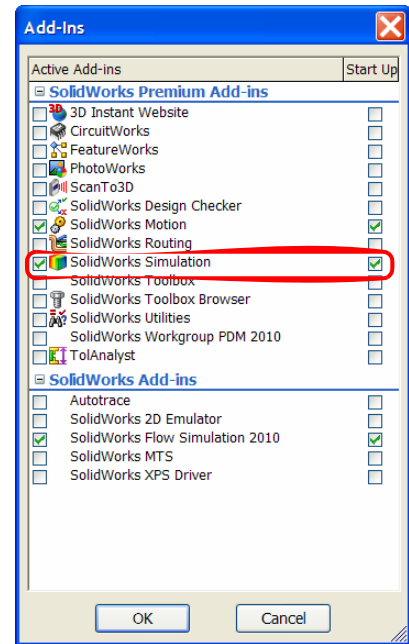 Add-Ins
Active Add-ins Start Up
SolidWorks Premium Add-ins
3D Instant Website
CircuitWorks
FeatureWorks
PhotoWorks
ScanTo3D
SolidWorks Design Checker
SolidWorks Motion
SolidWorks Routing
SolidWorks Simulation
SolidWorks Toolbox
SolidWorks Toolbox Browser
SolidWorks Utilities
SolidWorks Workgroup PDM 2010
TolAnalyst
SolidWorks Add-ins
Autotrace
SolidWorks 2D Emulator
SolidWorks Flow Simulation 2010
SolidWorks MTS
SolidWorks XPS Driver
OK Cancel